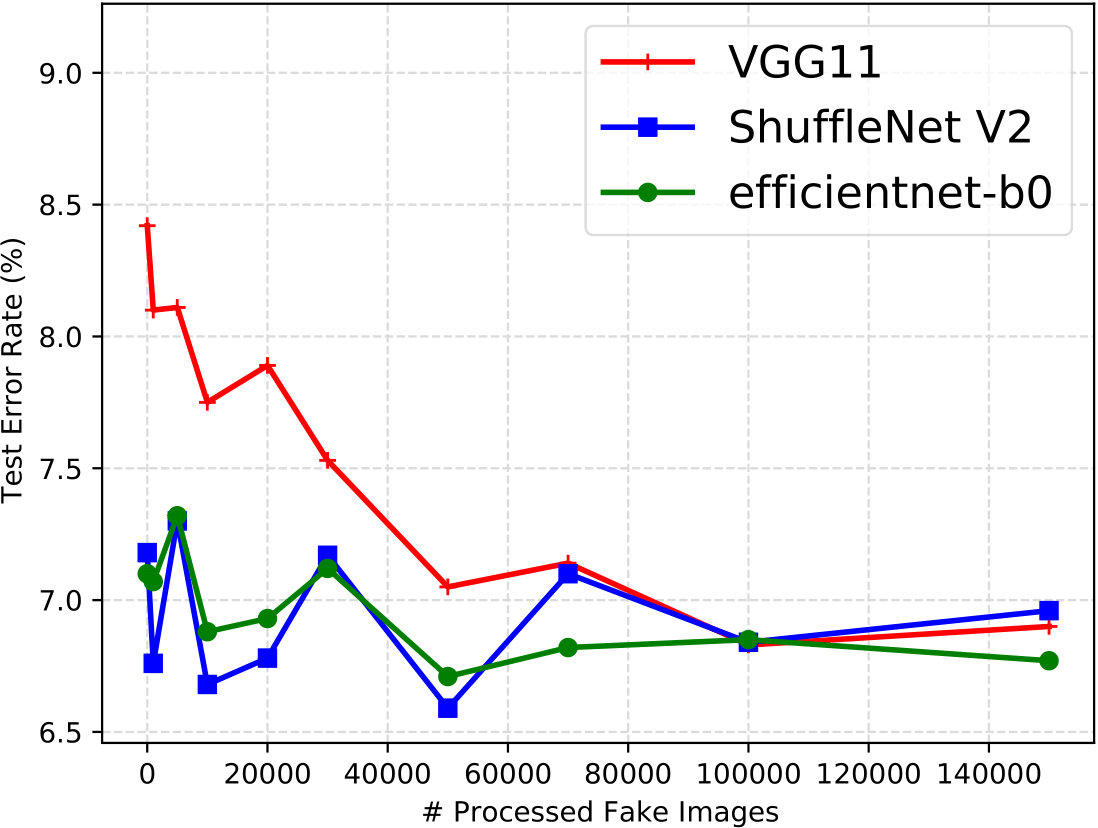 VGG11
ShuffleNet V2
efficientnet-b0
Test Error Rate (%)
9.0
8.5
8.0
7.5
7.0
6.5
0 20000 40000 60000 80000 100000 120000 140000
# Processed Fake Images